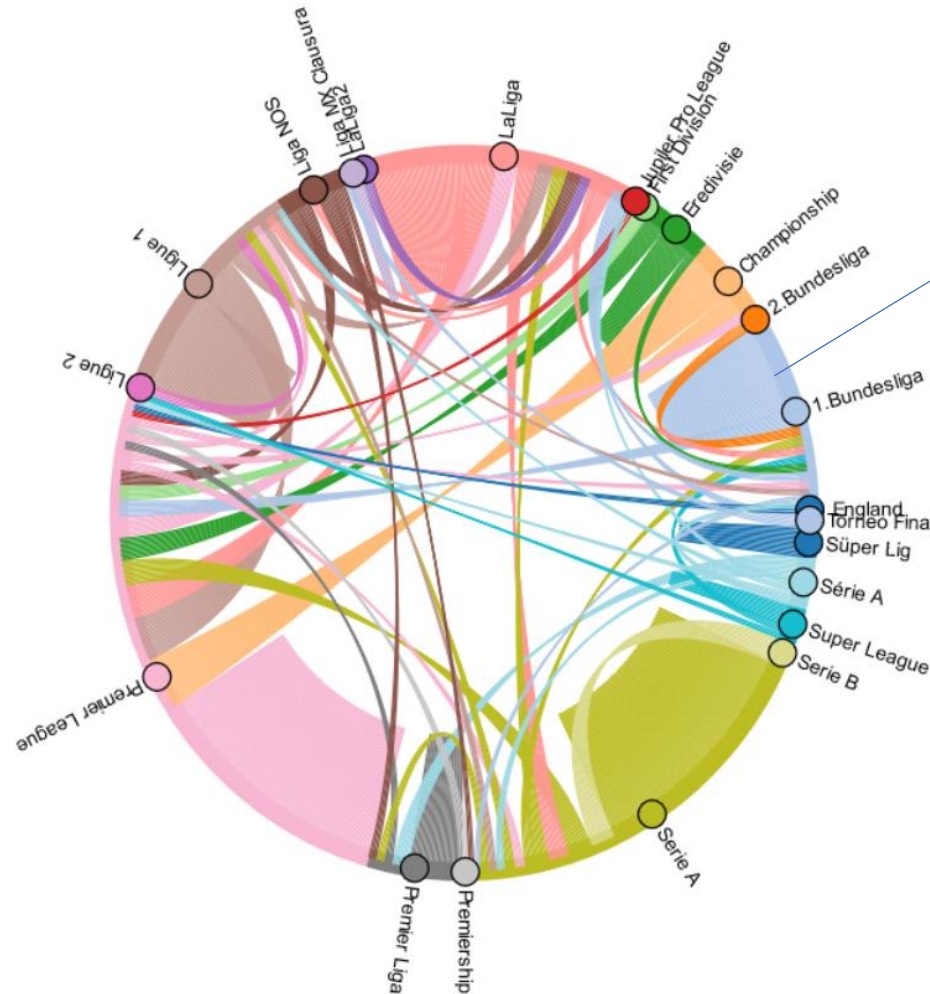 LaLiga
Jupiler Pro League
First Division
Eredivisie
Championship
2.Bundesliga
1.Bundesliga
England
Torneo Fina
Süper Lig
Série A
Super League
Serie B
Serie A
Premiership
Premier Liga
Premier League
Ligue 2
Ligue 1
Liga NOS
Liga MX Clausura
LaLiga2